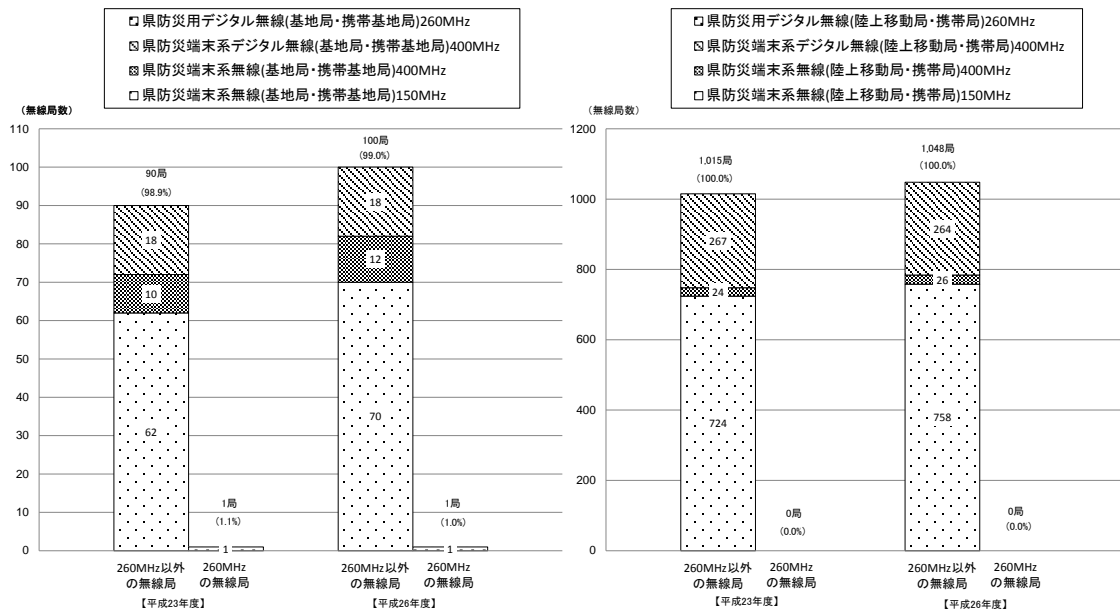 県防災用デジタル無線(基地局・携帯基地局)260MHz
県防災端末系デジタル無線(基地局・携帯基地局)400MHz
県防災端末系無線(基地局・携帯基地局)400MHz
県防災端末系無線(基地局・携帯基地局)150MHz
(無線局数)
110
100
90
80
70
60
50
40
30
20
10
0
90局
(98.9%)
18
10
62
1局
(1.1%)
1
100局
(99.0%)
18
12
70
1局
(1.0%)
1
260MHz以外
の無線局
260MHz
の無線局
260MHz以外
の無線局
260MHz
の無線局
【平成23年度】
【平成26年度】
県防災用デジタル無線(陸上移動局・携帯局)260MHz
県防災端末系デジタル無線(陸上移動局・携帯局)400MHz
県防災端末系無線(陸上移動局・携帯局)400MHz
県防災端末系無線(陸上移動局・携帯局)150MHz
(無線局数)
1200
1000
800
600
400
200
0
1,015局
(100.0%)
267
24
724
0局
(0.0%)
1,048局
(100.0%)
264
26
758
0局
(0.0%)
260MHz以外
の無線局
260MHz
の無線局
260MHz以外
の無線局
260MHz
の無線局
【平成23年度】
【平成26年度】